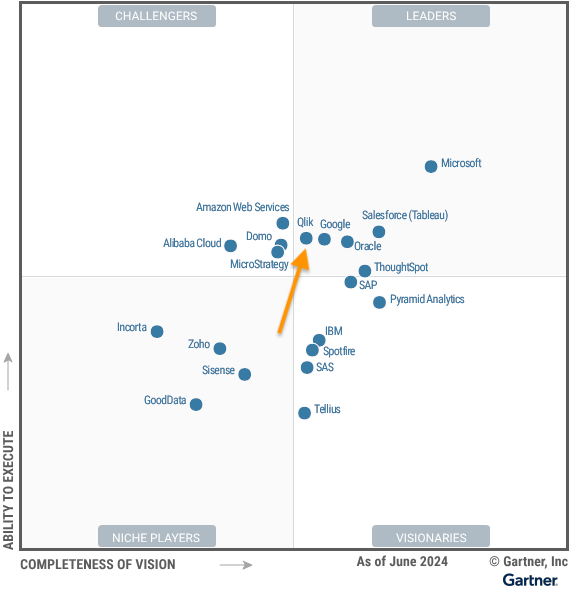 CHALLENGERS
LEADERS
Microsoft
Amazon Web Services
Salesforce (Tableau)
Qlik
Google
Domo
Alibaba Cloud
Oracle
MicroStrategy
ThoughtSpot
SAP
Pyramid Analytics
Incorta
IBM
Zoho
Spotfire
Sisense
SAS
GoodData
Tellius
ABILITY TO EXECUTE
NICHE PLAYERS
VISIONARIES
COMPLETENESS OF VISION
As of June 2024
© Gartner, Inc
Gartner